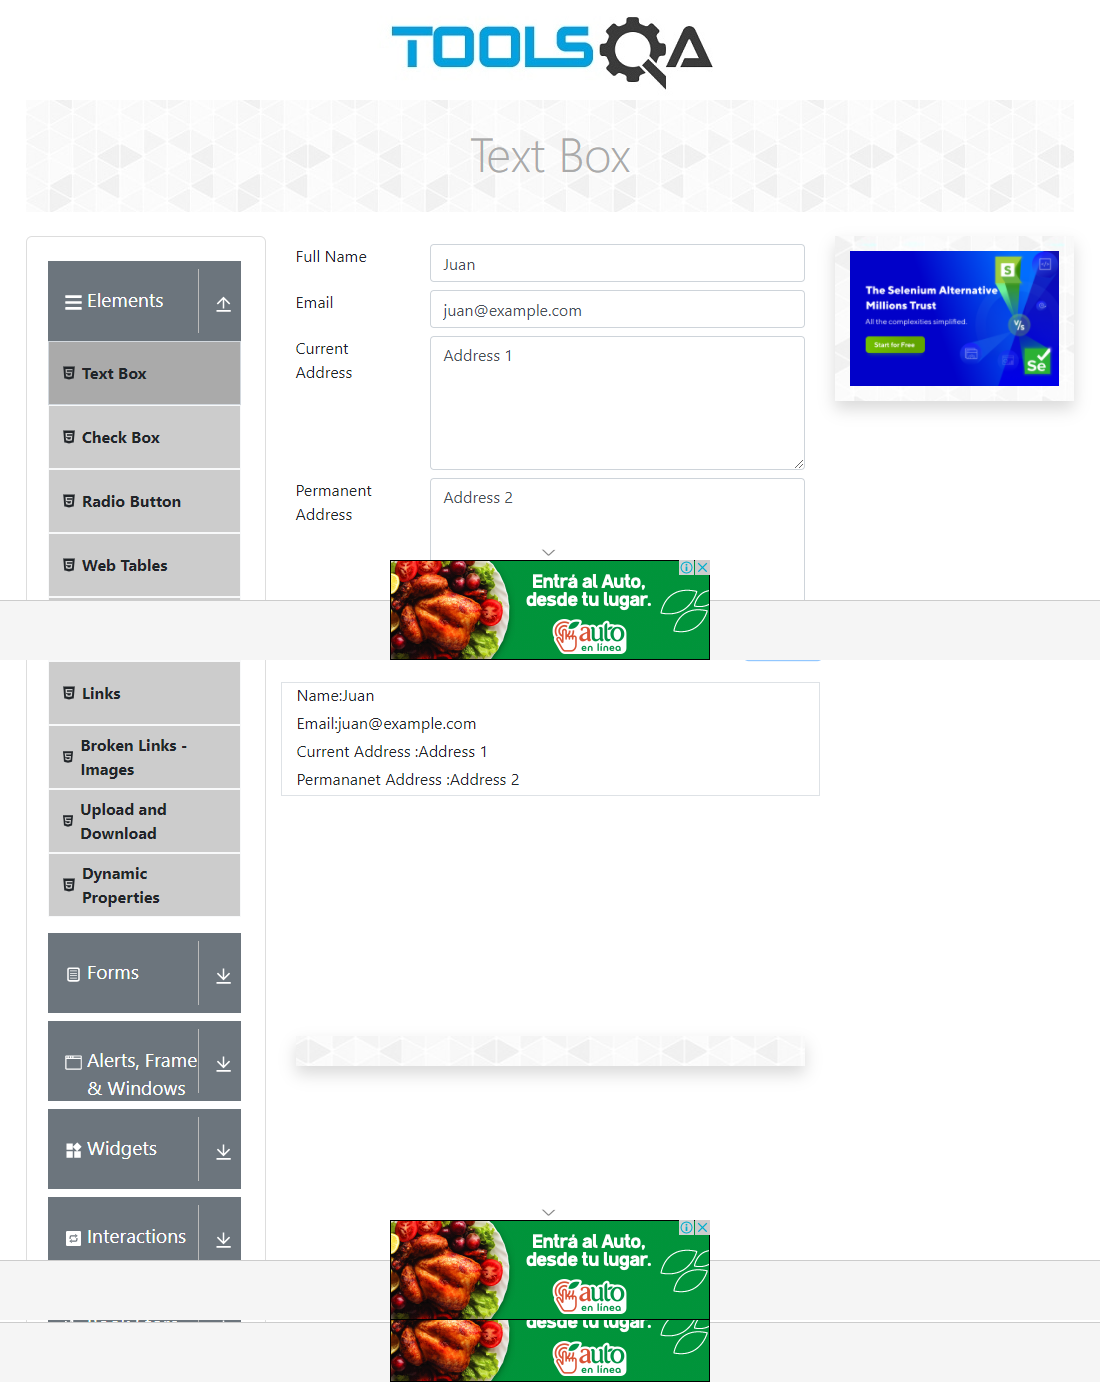 TOOLSQA
Text Box
Elements
Text Box
Check Box
Radio Button
Web Tables
Full Name
Juan
Email
juan@example.com
Current
Address
Address 1
Permanent
Address
Address 2
The Selenium Alternative
Millions Trust
All the complexities simplified.
Start for Free
V/s
S
Se
Entrá al Auto,
desde tu lugar.
auto
en línea
Links
Broken Links -
Images
Upload and
Download
Dynamic
Properties
Name:Juan
Email:juan@example.com
Current Address :Address 1
Permananet Address :Address 2
Forms
Alerts, Frame
& Windows
Widgets
Interactions
Entrá al Auto,
desde tu lugar.
auto
en línea
desde tu lugar.
auto
en línea